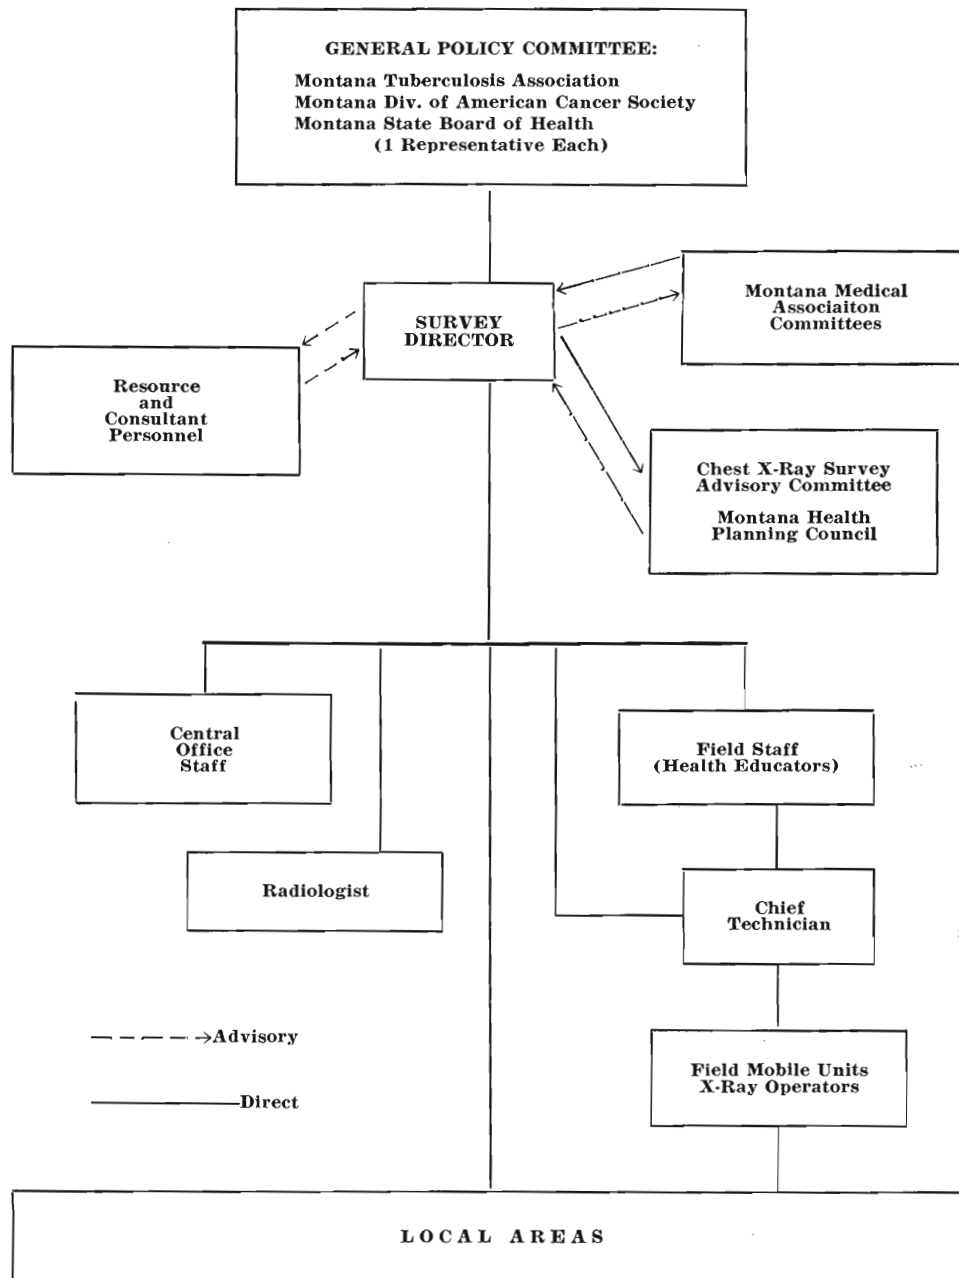 GENERAL POLICY COMMITTEE:
Montana Tuberculosis Association
Montana Div. of American Cancer Society
Montana State Board of Health
(1 Representative Each)
SURVEY
DIRECTOR
Montana Medical
Associaiton
Committees
Resource
and
Consultant
Personnel
Chest X-Ray Survey
Advisory Committee
Montana Health
Planning Council
Central
Office
Staff
Field Staff
(Health Educators)
Radiologist
Chief
Technician
Advisory
Direct
Field Mobile Units
X-Ray Operators
LOCAL AREAS